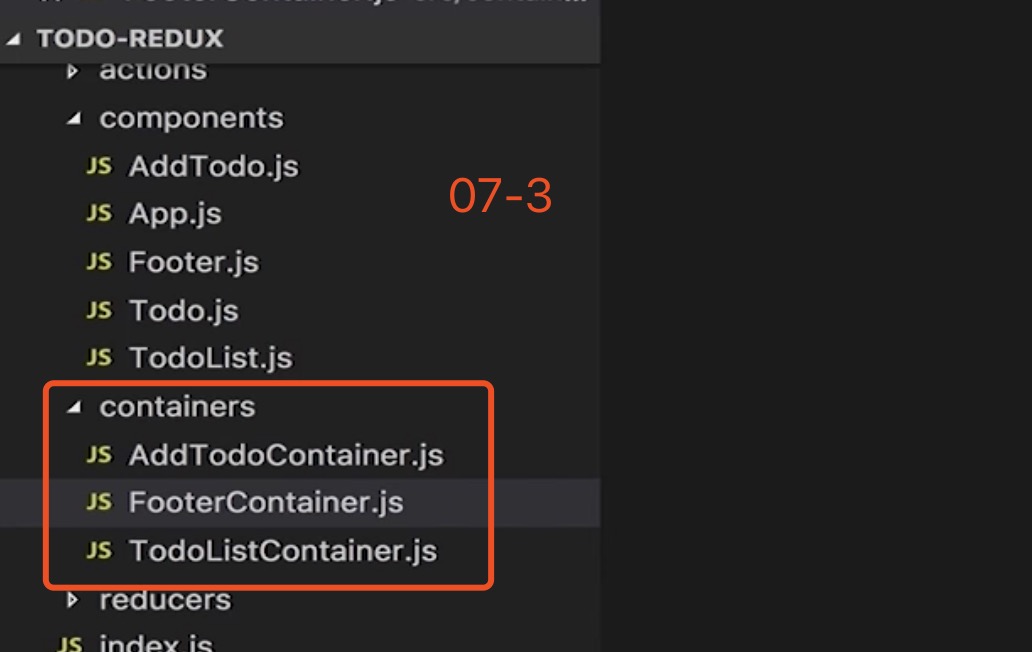 TODO-REDUX
actions
components
JS AddTodo.js
07-3
JS App.js
JS Footer.js
JS Todo.js
JS TodoList.js
containers
JS AddTodoContainer.js
JS FooterContainer.js
JS TodoListContainer.js
reducers
JS index.js